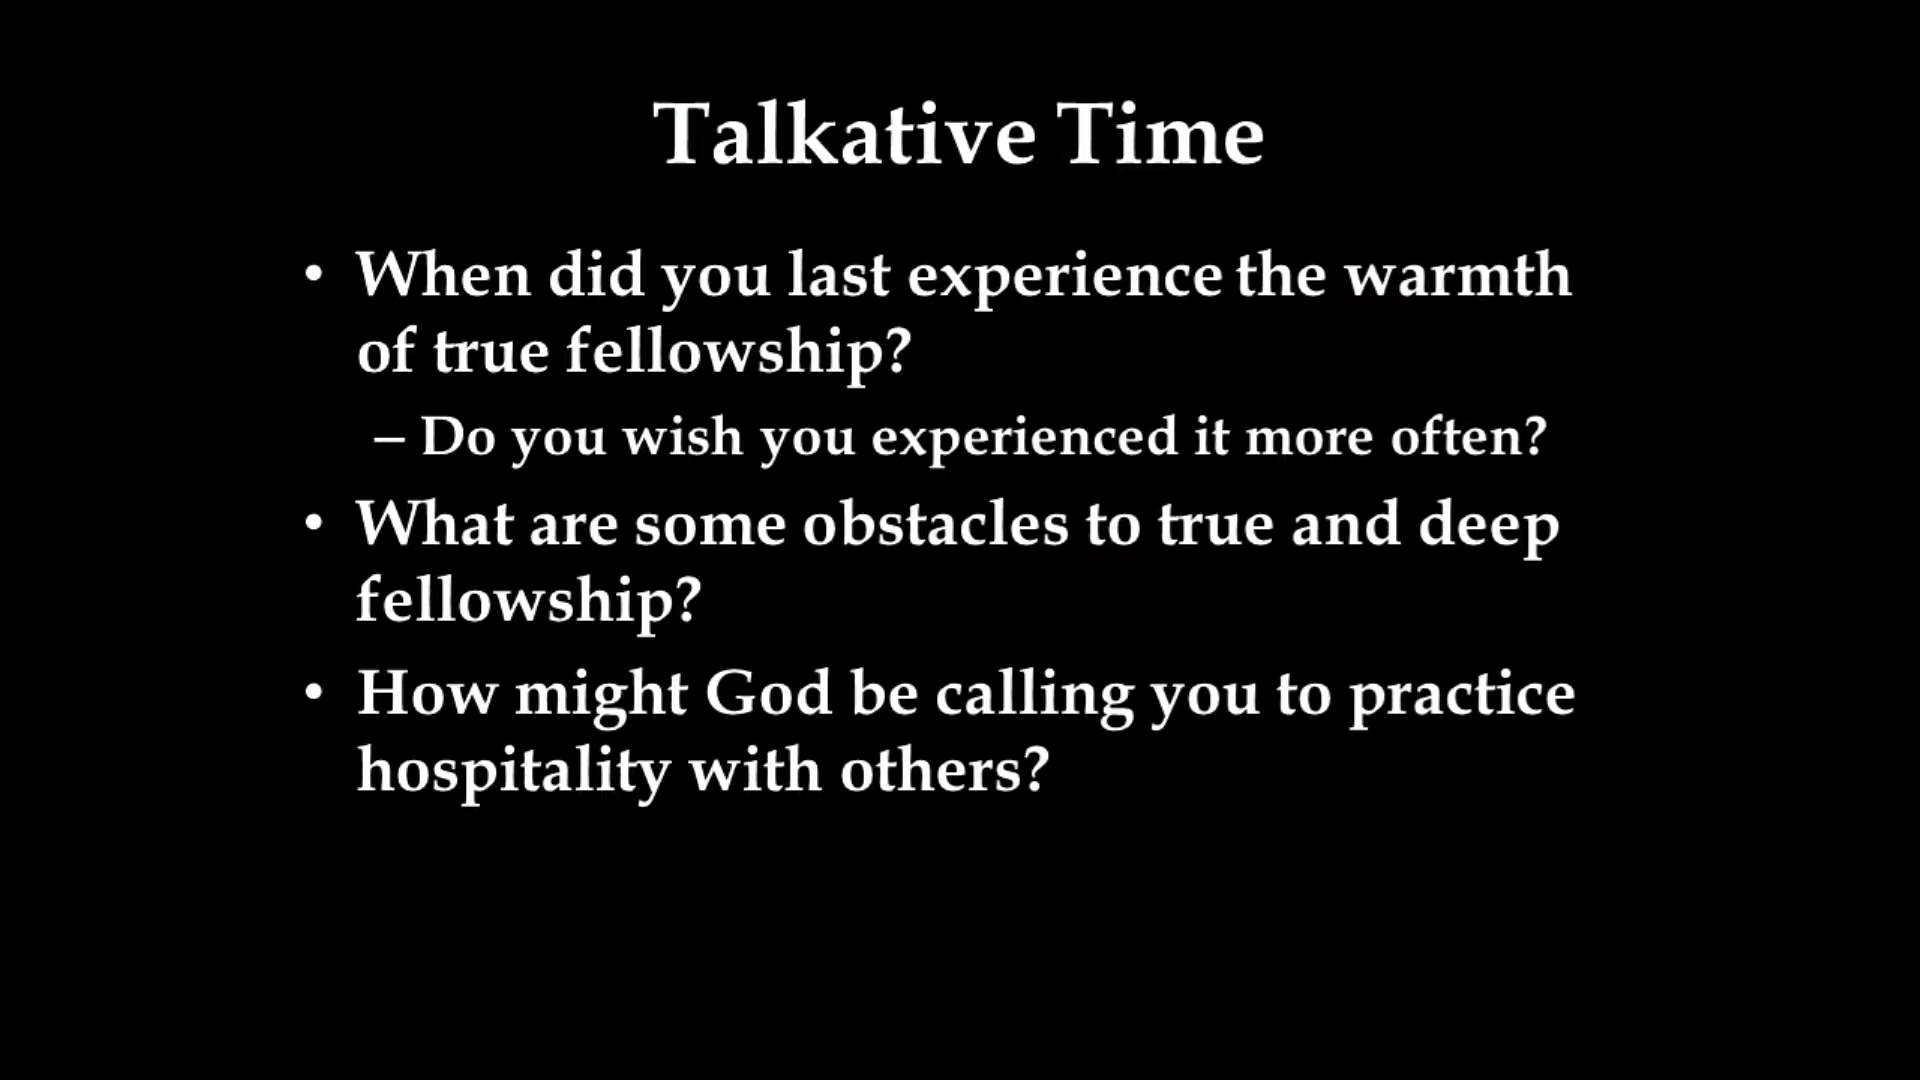 Talkative Time
• When did you last experience the warmth
of true fellowship?
– Do you wish you experienced it more often?
• What are some obstacles to true and deep
fellowship?
• How might God be calling you to practice
hospitality with others?